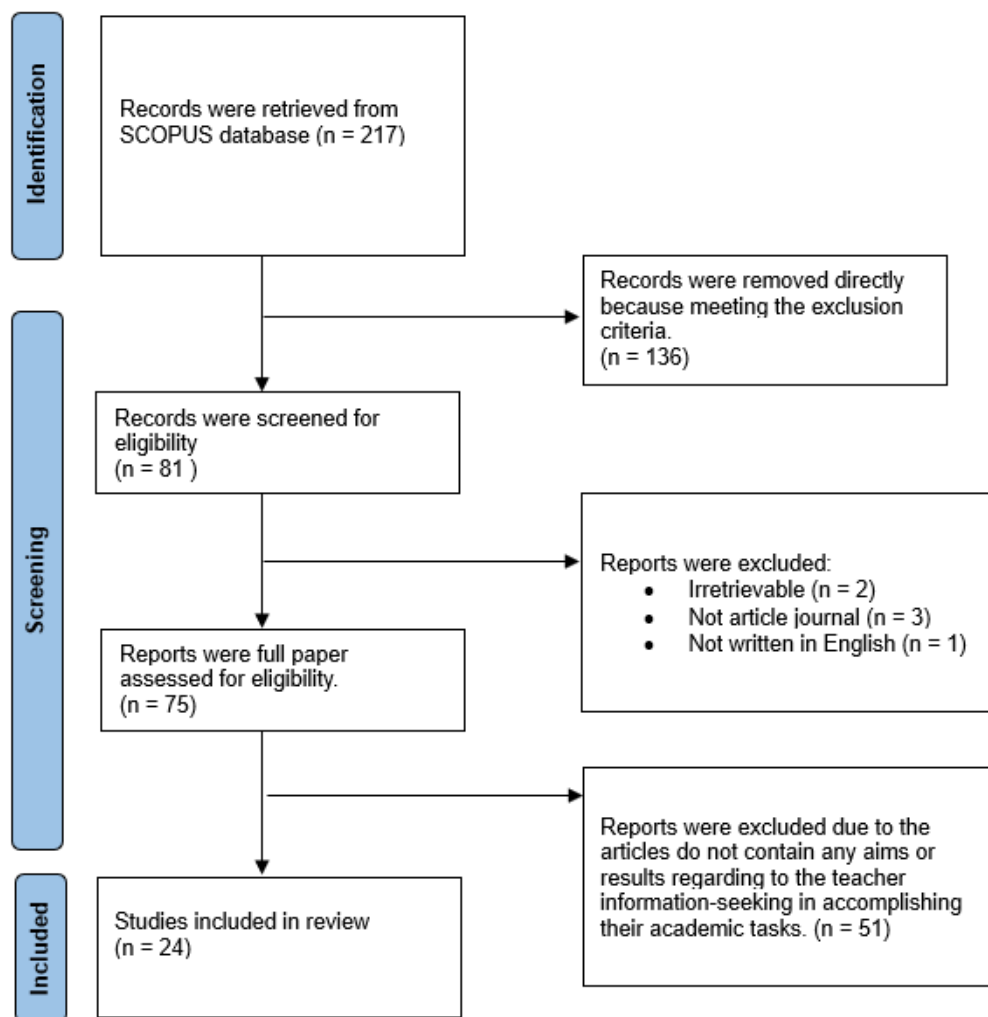 Identification
Records were retrieved from
SCOPUS database (n = 217)
Records were removed directly
because meeting the exclusion
criteria.
(n = 136)
Screening
Records were screened for
eligibility
(n = 81 )
Reports were excluded:
• Irretrievable (n = 2)
• Not article journal (n = 3)
• Not written in English (n = 1)
Reports were full paper
assessed for eligibility.
(n = 75)
Reports were excluded due to the
articles do not contain any aims or
results regarding to the teacher
information-seeking in accomplishing
their academic tasks. (n = 51)
Included
Studies included in review
(n = 24)